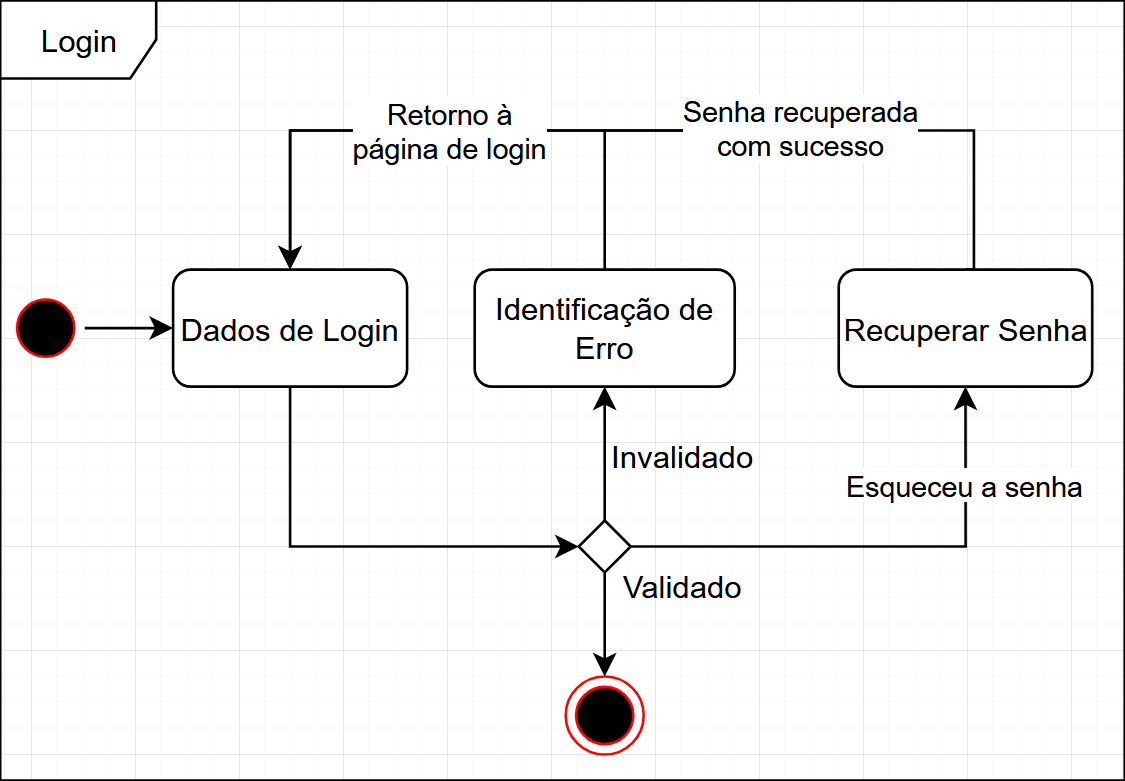 Login
Retorno à
página de login
Senha recuperada
com sucesso
Dados de Login
Identificação de
Erro
Recuperar Senha
Invalidado
Esqueceu a senha
Validado